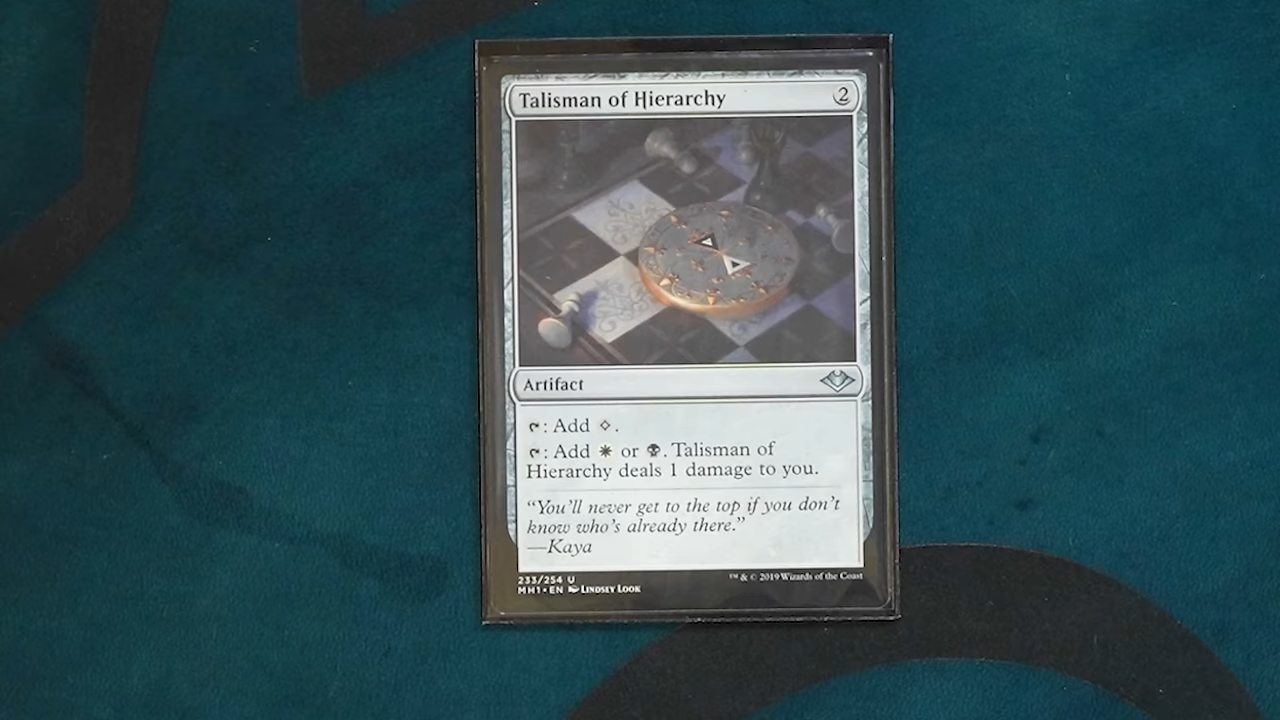 Talisman of Hierarchy 2
Artifact
: Add .
: Add or . Talisman of
Hierarchy deals 1 damage to you.
“You’ll never get to the top if you don’t
know who’s already there.”
—Kaya
233/254 U
MH1 • EN LINDSEY LOOK
™ & © 2019 Wizards of the Coast